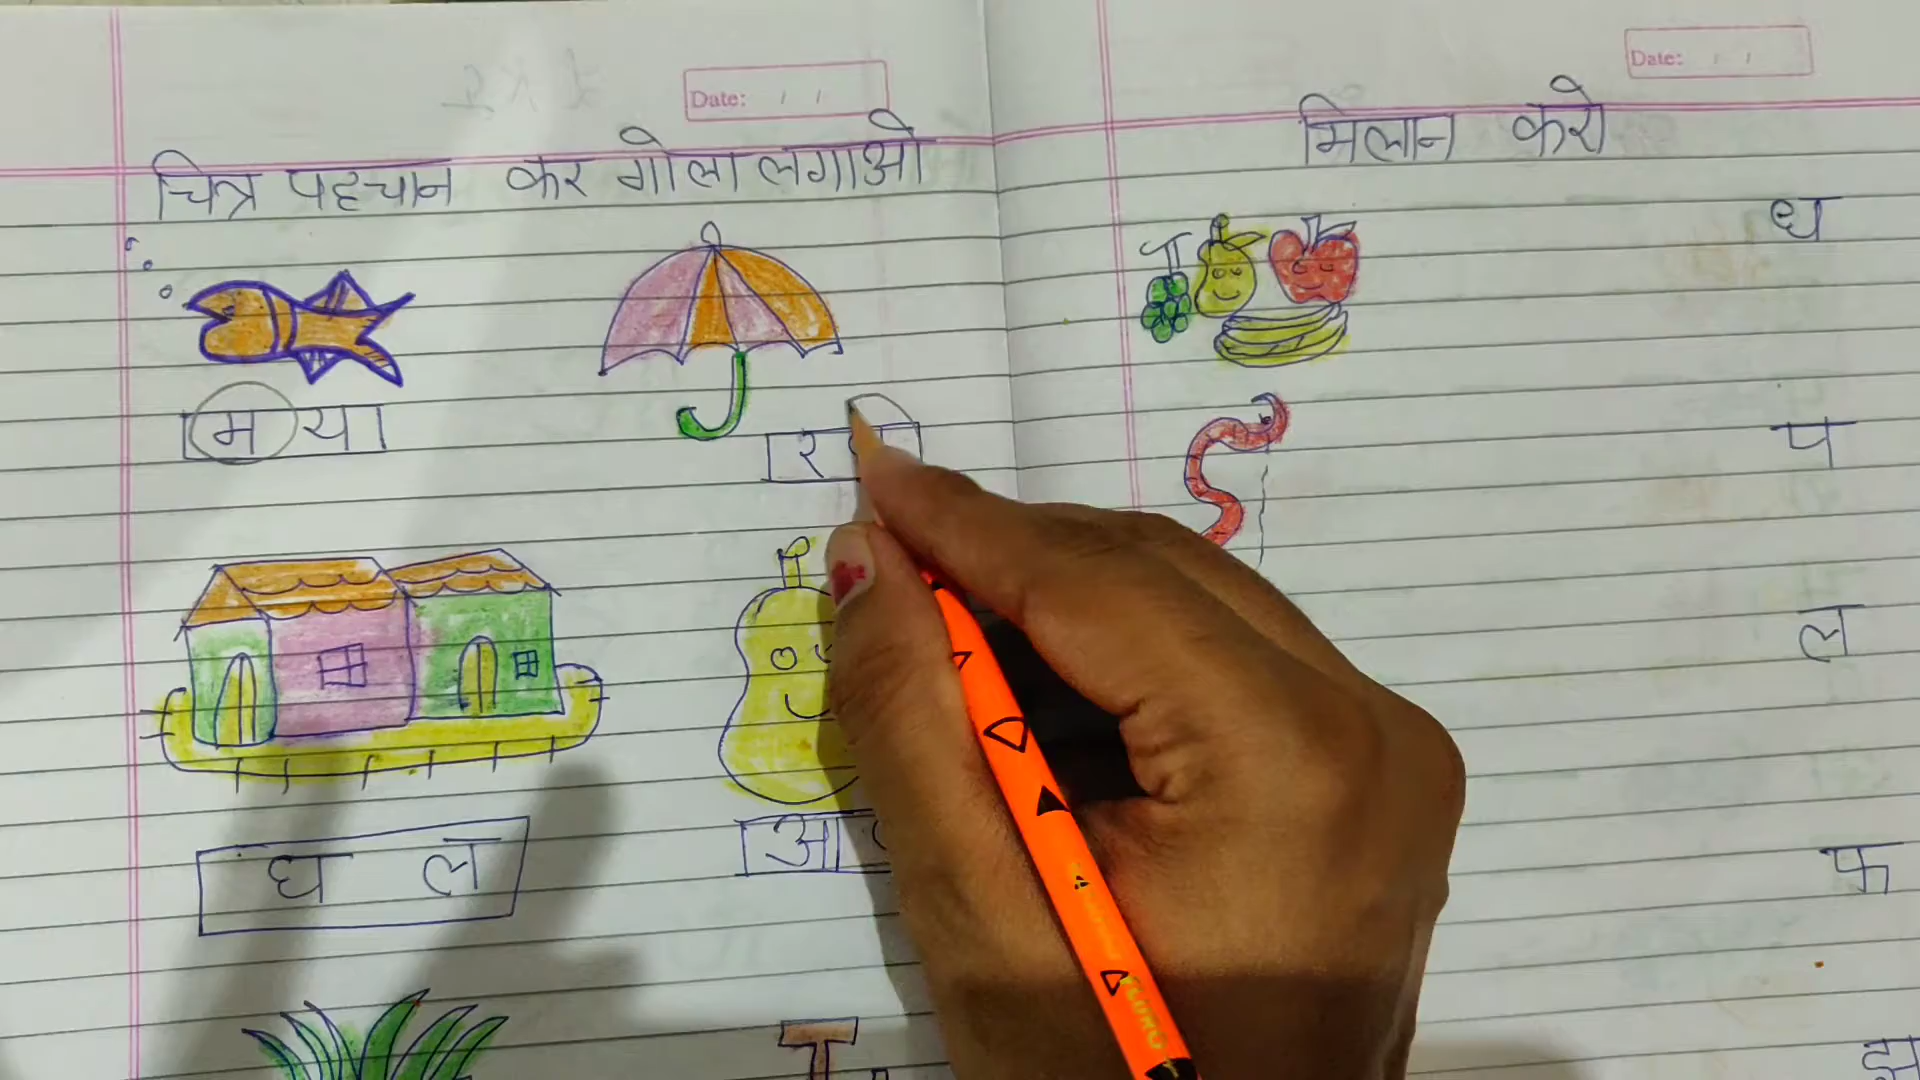 Date: / /
चित्र पहचान कर गोला लगाओ
म या
र
घ ल
आ
Date: / /
मिलान करो
ध
प
ल
फ